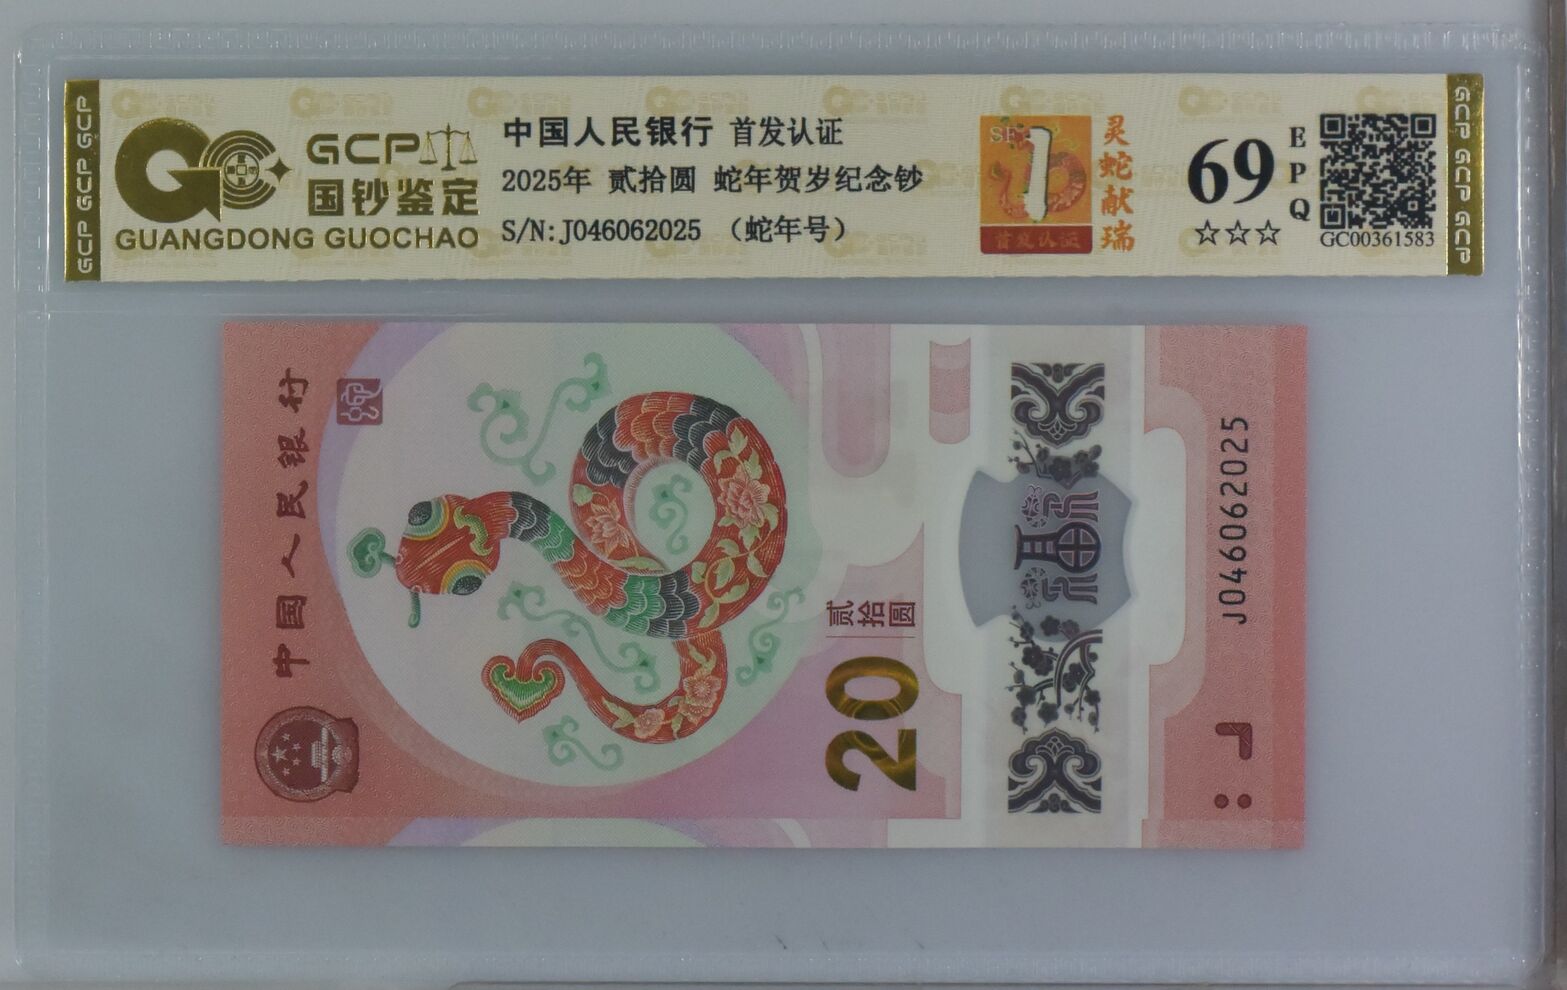 GCP GCP GCP
GCP
国钞鉴定
GUANGDONG GUOCHAO
中国人民银行 首发认证
2025年 贰拾圆 蛇年贺岁纪念钞
S/N:J046062025 （蛇年号）
1
首发认证
灵蛇献瑞
69
EPQ
☆☆☆
GC00361583
GCP GCP GCP
中国人民银行
贰拾圆
20
J046062025